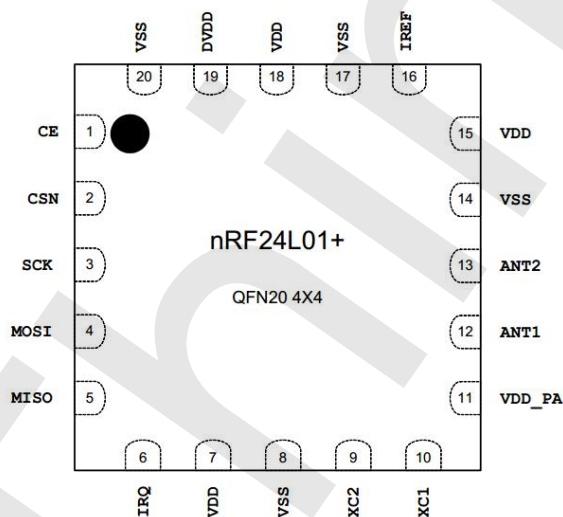 VSS
DVDD
VDD
VSS
IREF
20
19
18
17
16
CE 1
15 VDD
CSN 2
14 VSS
nRF24L01+
SCK 3
13 ANT2
QFN20 4X4
MOSI 4
12 ANT1
MISO 5
11 VDD_PA
6
7
8
9
10
IRQ
VDD
VSS
XC2
XC1